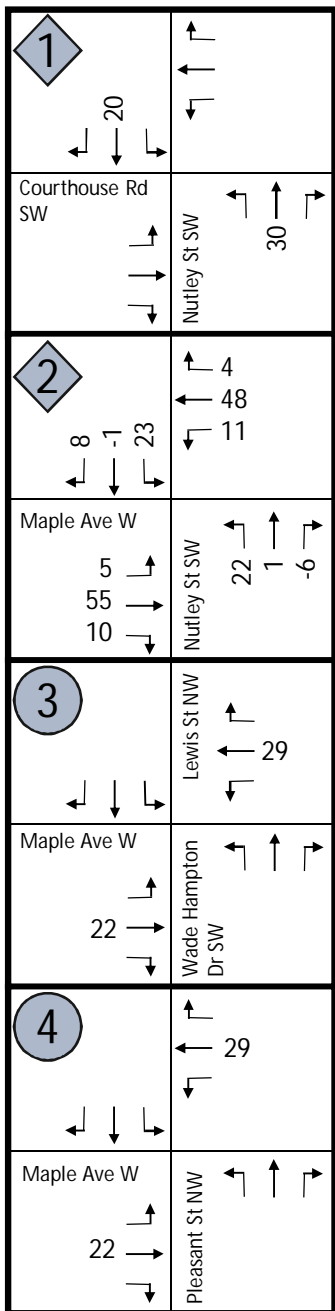 1
20
Courthouse Rd
SW
Nutley St SW
30
2
8 -1 23
4
48
11
Maple Ave W
5
55
10
Nutley St SW
22 1 -6
3
Lewis St NW
29
Maple Ave W
22
Wade Hampton
Dr SW
4
29
Maple Ave W
22
Pleasant St NW